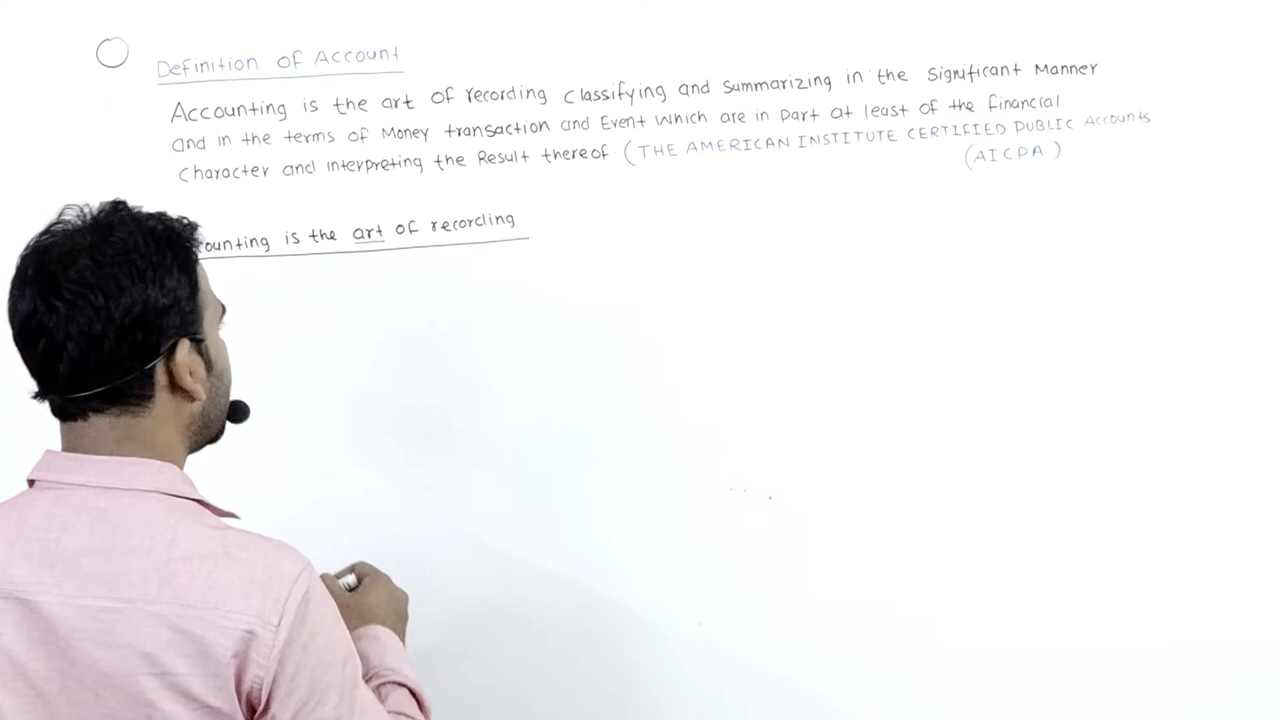 Definition of Account
Accounting is the art of recording classifying and summarizing in the significant Manner
and in the terms of Money transaction and Event which are in part at least of the financial
character and interpreting the Result thereof (THE AMERICAN INSTITUTE CERTIFIED PUBLIC Accounts
(AICPA)
ounting is the art of recording